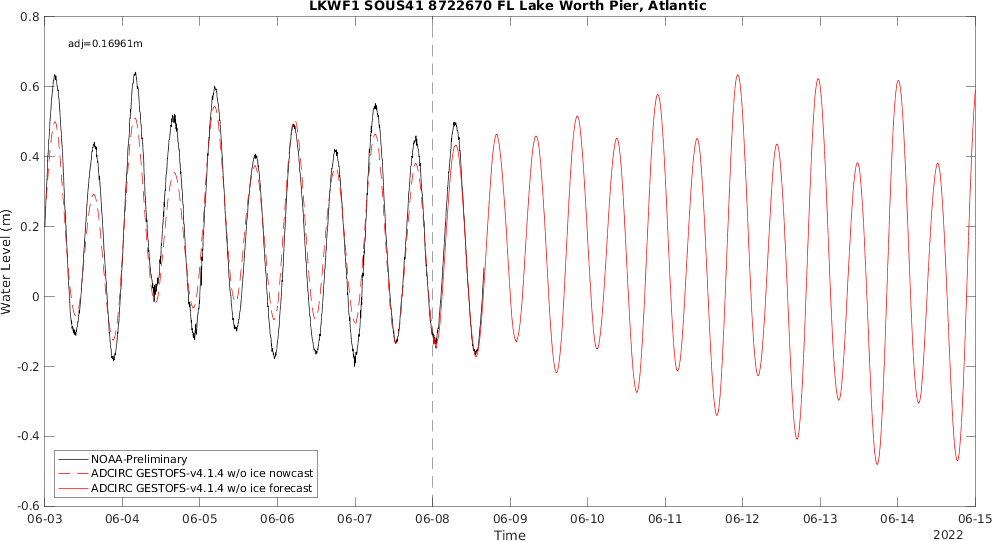 LKWF1 SOUS41 8722670 FL Lake Worth Pier, Atlantic
adj=0.16961m
0.8
0.6
0.4
0.2
0
-0.2
-0.4
-0.6
Water Level (m)
NOAA-Preliminary
ADCIRC GESTOFS-v4.1.4 w/o ice nowcast
ADCIRC GESTOFS-v4.1.4 w/o ice forecast
06-03 06-04 06-05 06-06 06-07 06-08 06-09 06-10 06-11 06-12 06-13 06-14 06-15
Time
2022